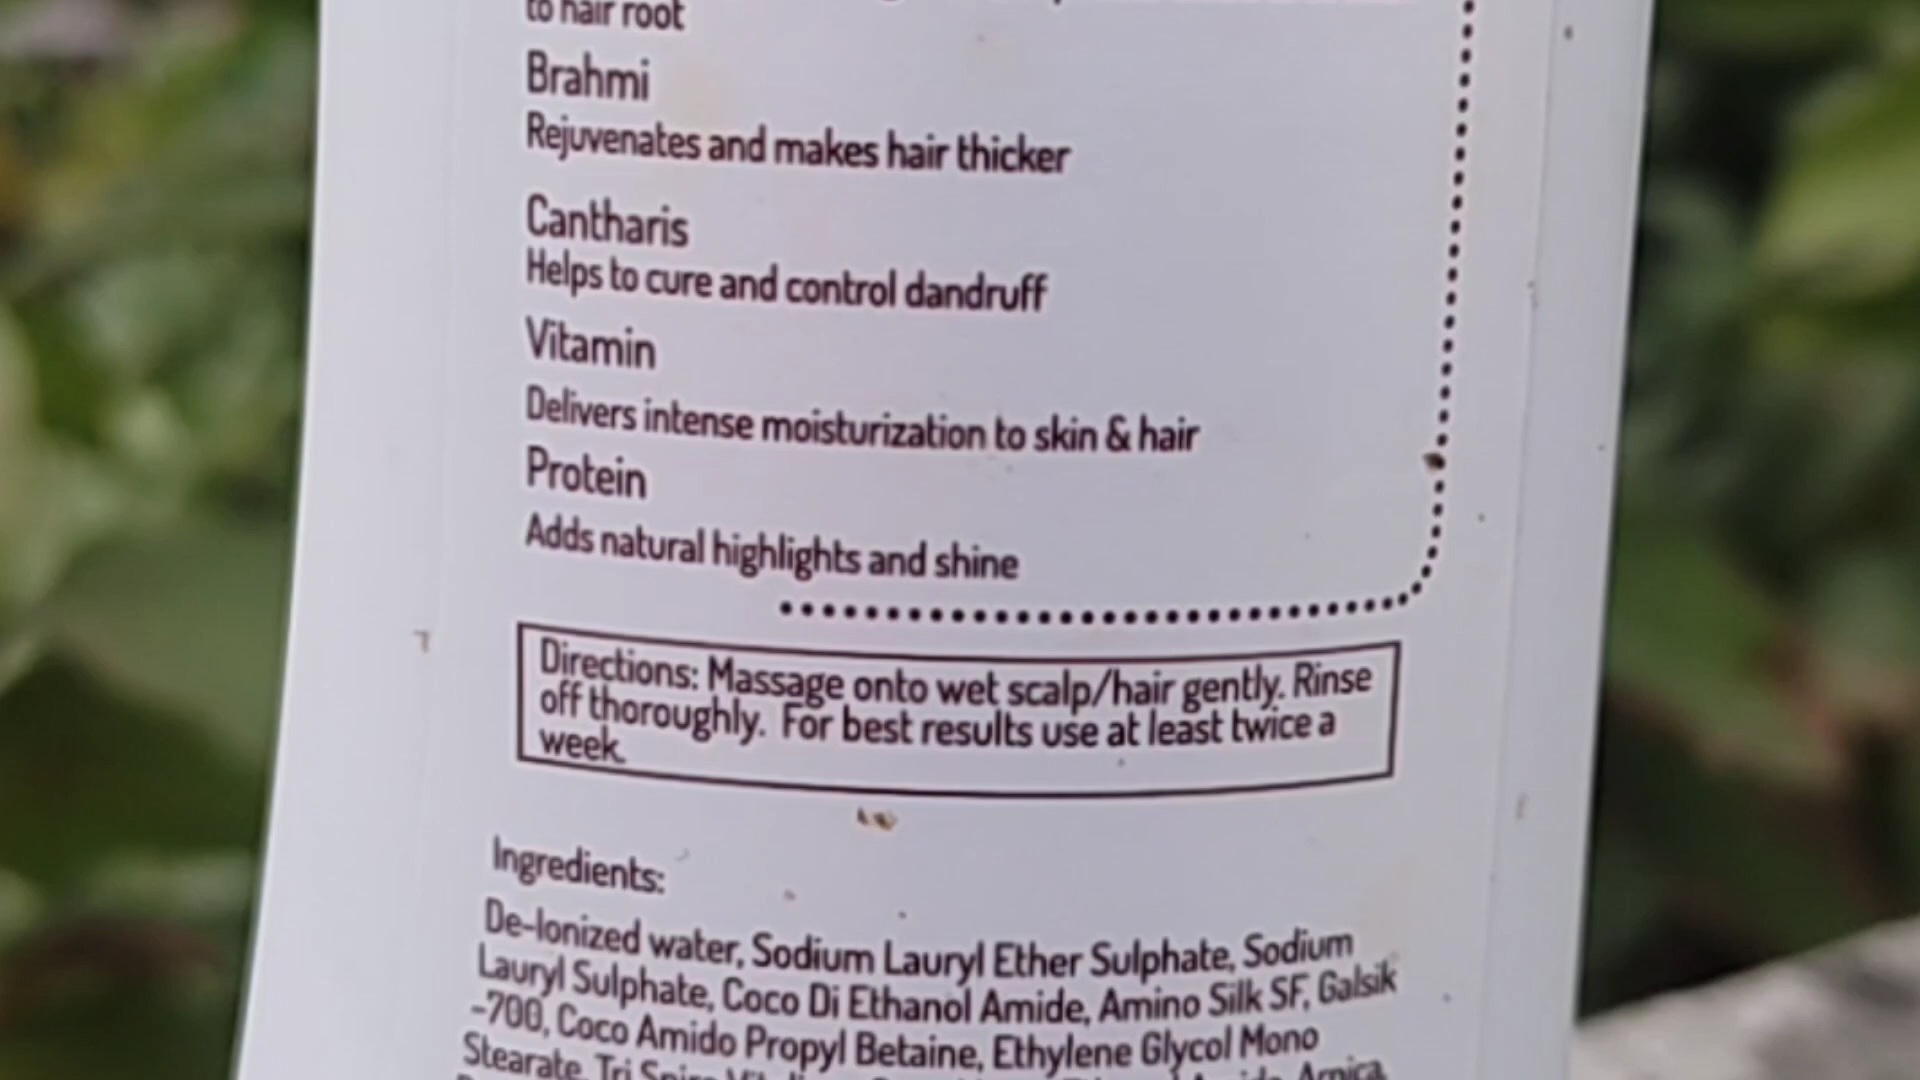 to hair root
Brahmi
Rejuvenates and makes hair thicker
Cantharis
Helps to cure and control dandruff
Vitamin
Delivers intense moisturization to skin & hair
Protein
Adds natural highlights and shine
Directions: Massage onto wet scalp/hair gently. Rinse
off thoroughly. For best results use at least twice a
week.
Ingredients:
De-Ionized water, Sodium Lauryl Ether Sulphate, Sodium
Lauryl Sulphate, Coco Di Ethanol Amide, Amino Silk SF, Galsik
-700, Coco Amido Propyl Betaine, Ethylene Glycol Mono
Stearate, Tri Arnica,